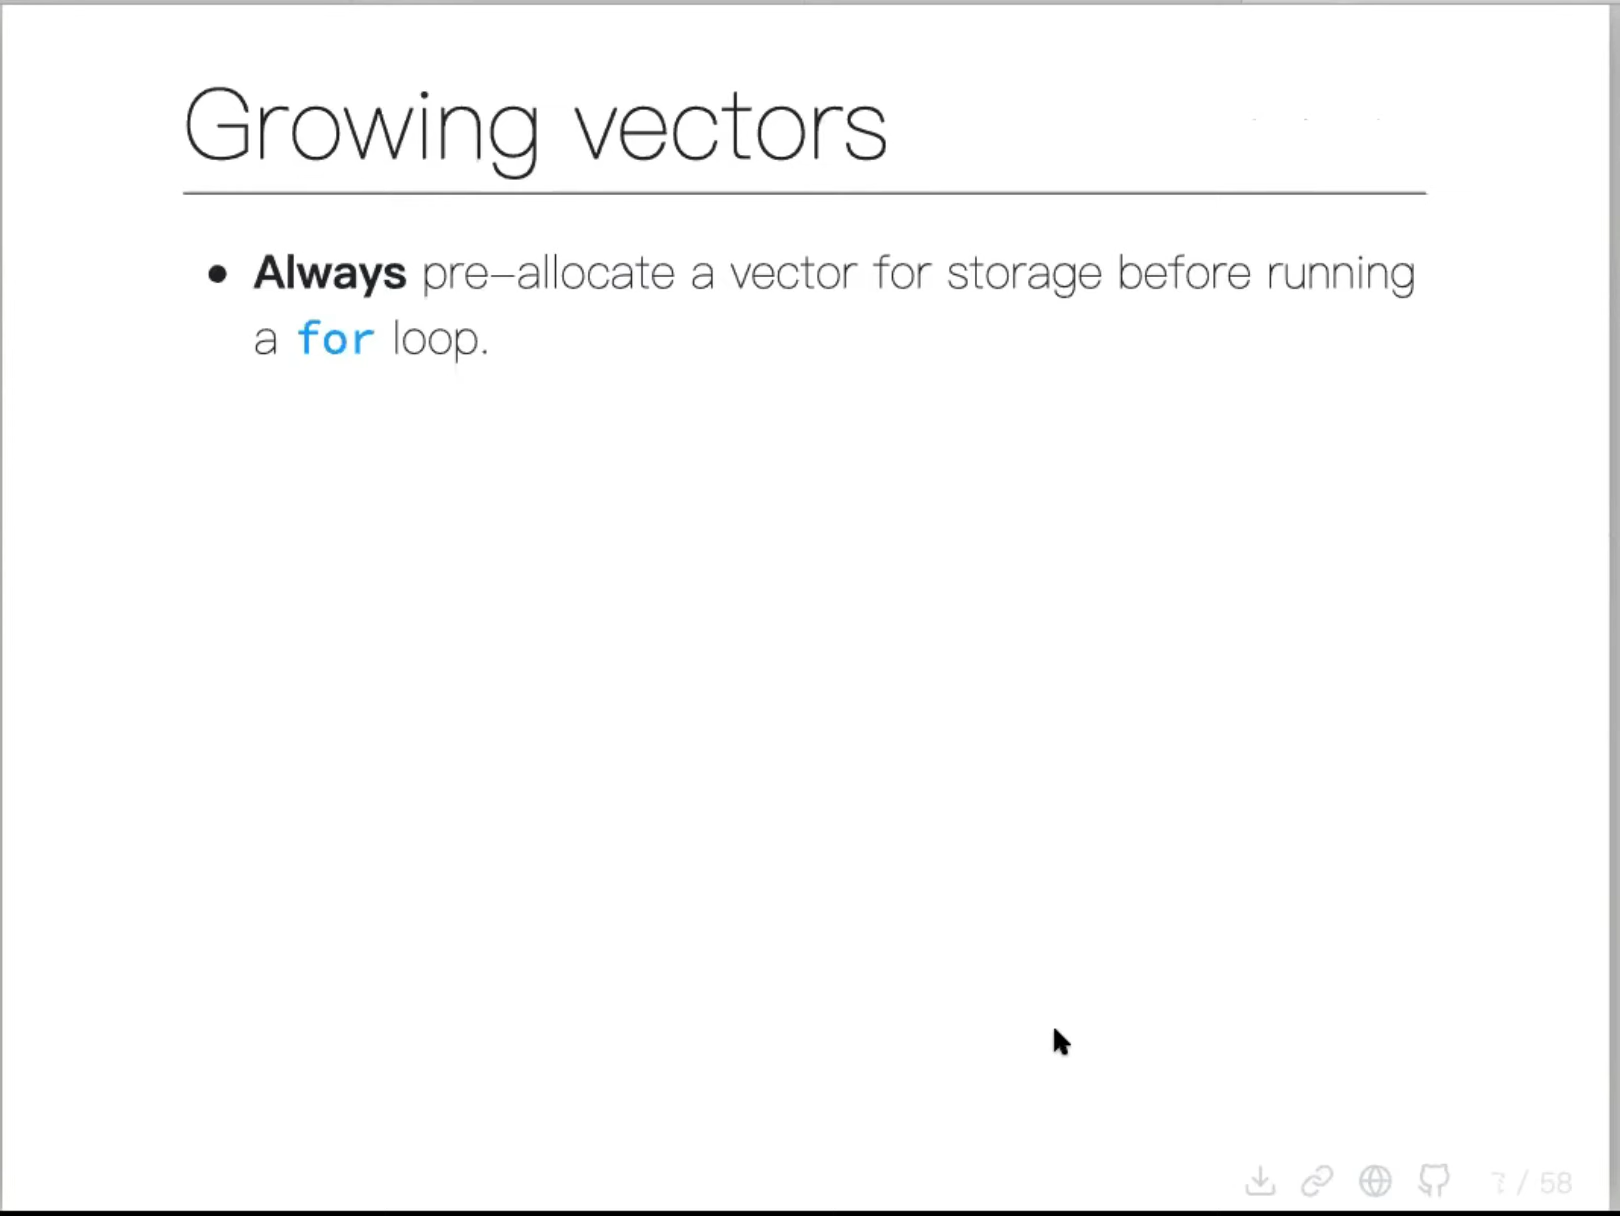 Growing vectors
• Always pre-allocate a vector for storage before running
a for loop.
/ 58